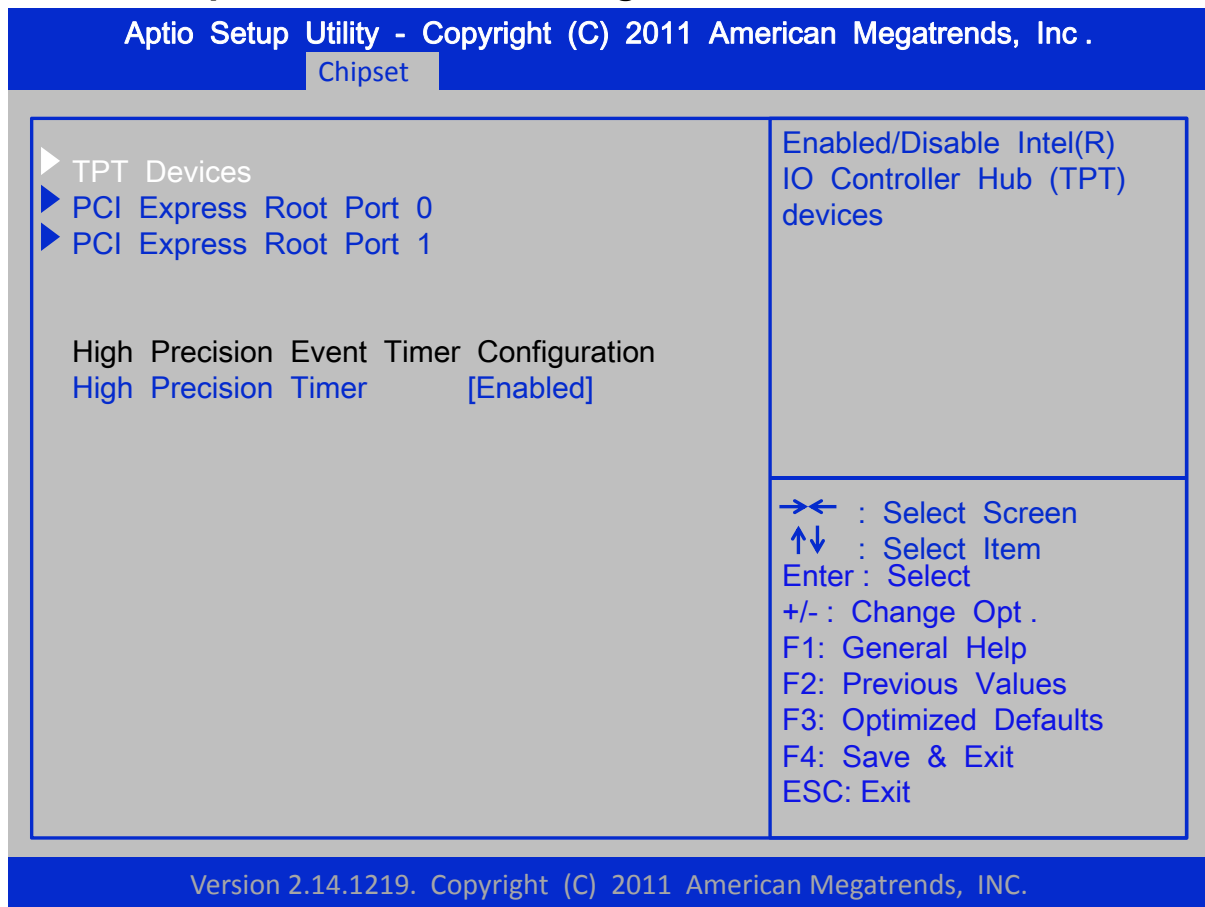 Aptio Setup Utility - Copyright (C) 2011 American Megatrends, Inc .
Chipset
TPT Devices
PCI Express Root Port 0
PCI Express Root Port 1
High Precision Event Timer Configuration
High Precision Timer [Enabled]
Enabled/Disable Intel(R)
IO Controller Hub (TPT)
devices
→← : Select Screen
↑↓ : Select Item
Enter : Select
+/- : Change Opt .
F1: General Help
F2: Previous Values
F3: Optimized Defaults
F4: Save & Exit
ESC: Exit
Version 2.14.1219. Copyright (C) 2011 American Megatrends, INC.